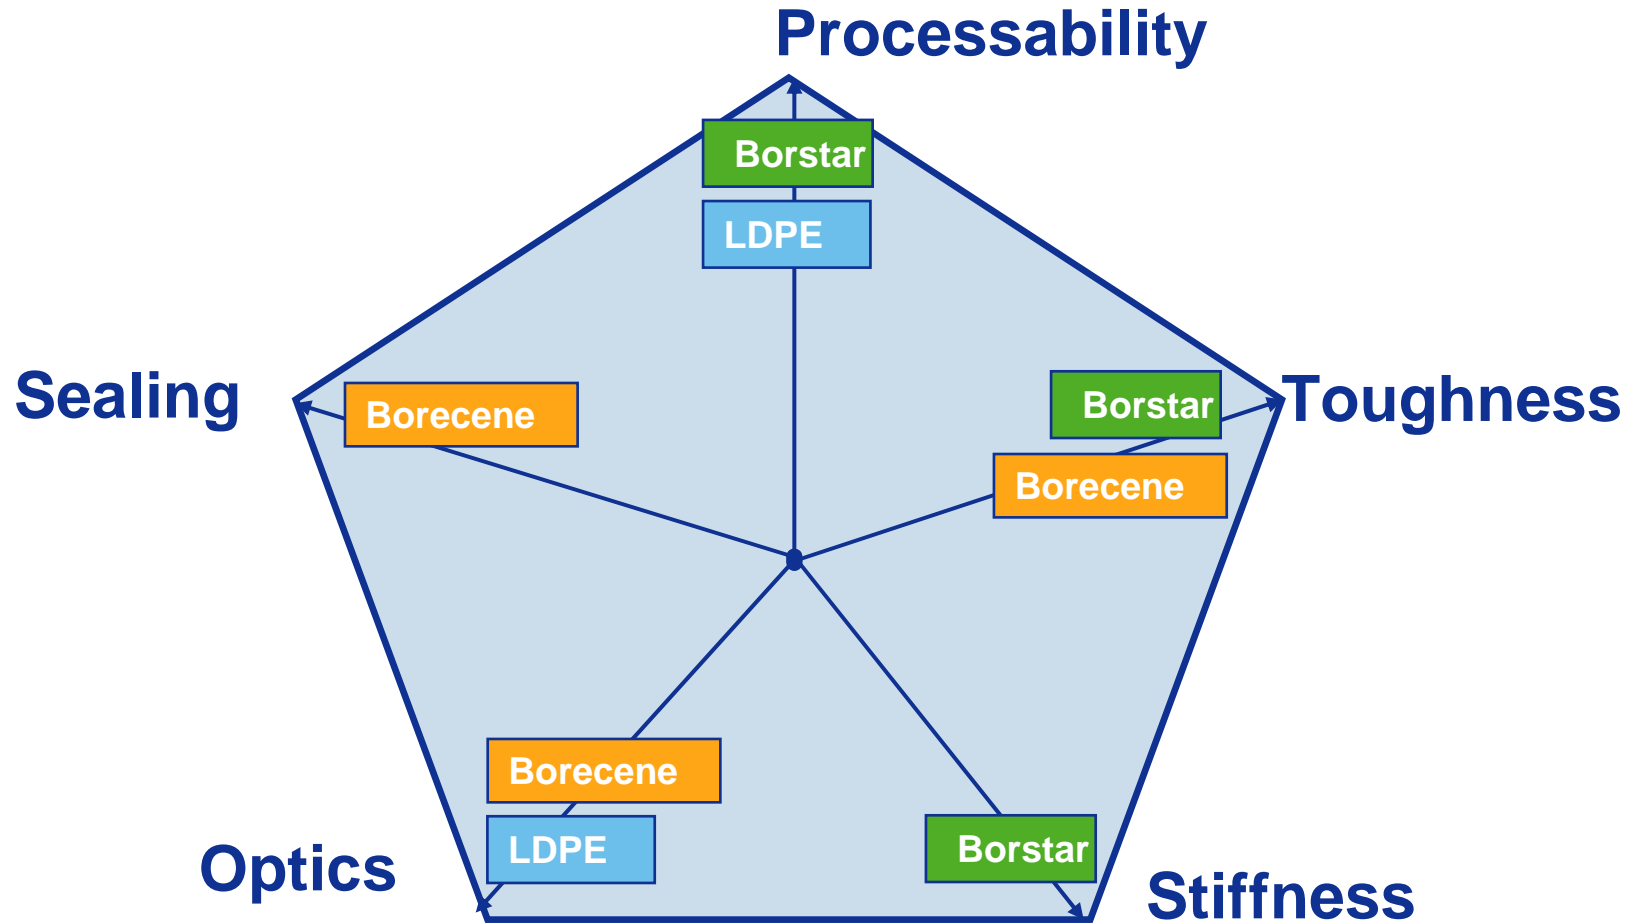 Processability
Borstar
LDPE
Sealing
Borecene
Borstar
Toughness
Borecene
Borecene
LDPE
Optics
Borstar
Stiffness